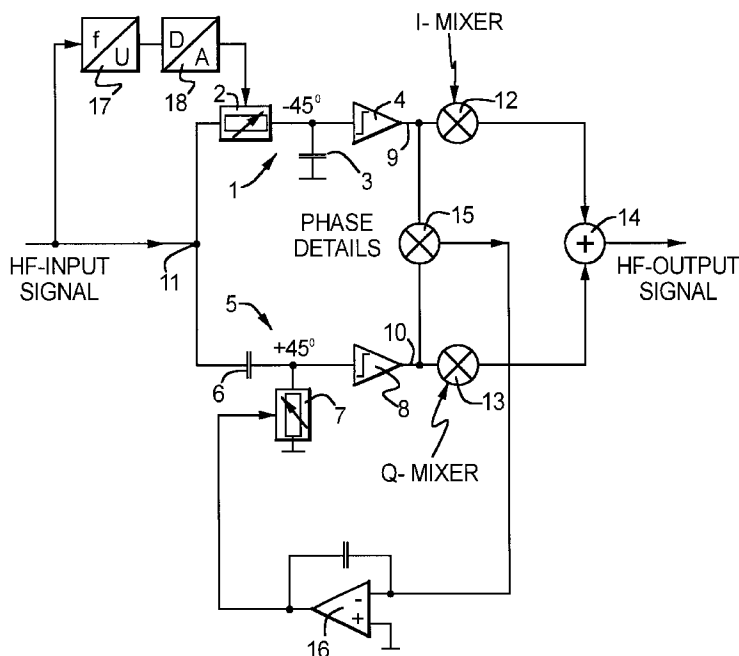 I- MIXER
f
U
D
A
17
18
2
-45°
4
9
12
1
3
PHASE
DETAILS
15
14
HF-INPUT
SIGNAL
11
HF-OUTPUT
SIGNAL
5
+45°
10
6
7
8
13
Q- MIXER
-
+
16